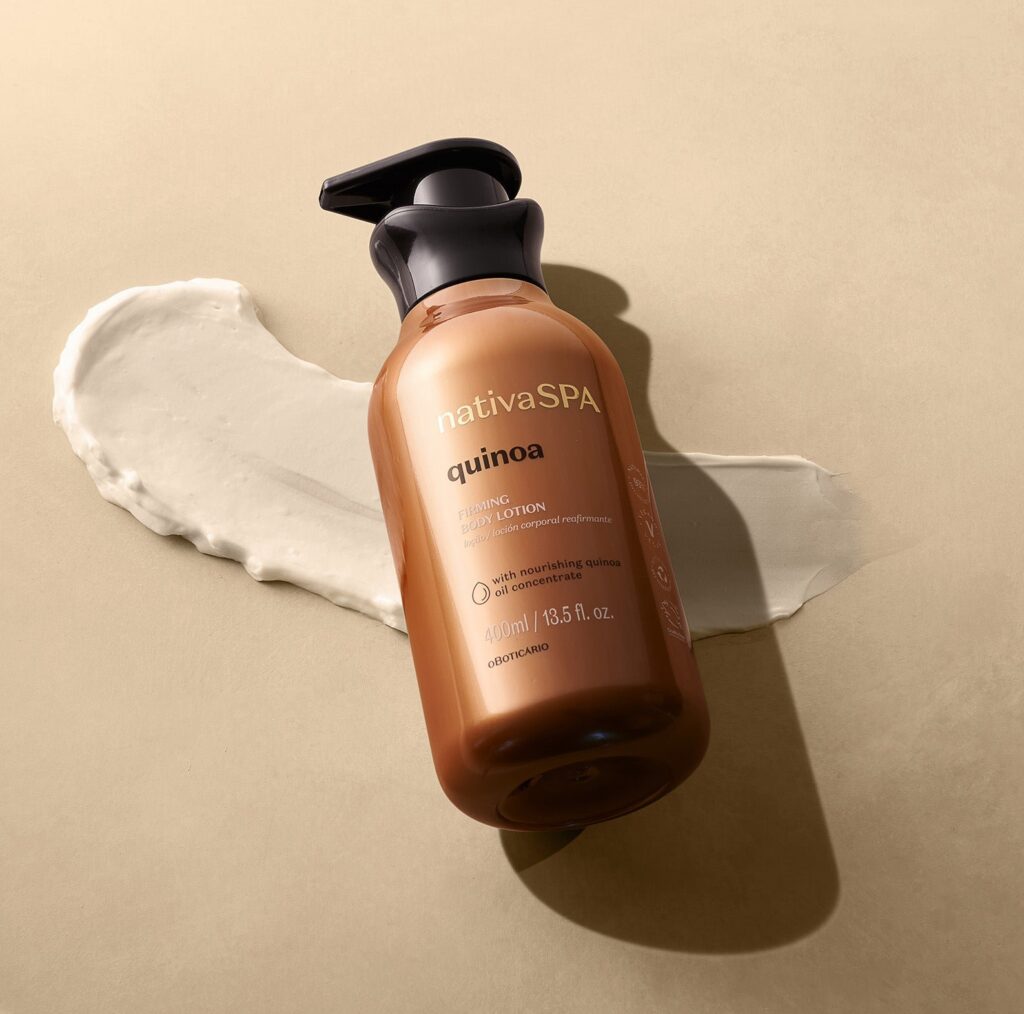 nativaSPA
quinoa
FIRMING
BODY LOTION
loção / loción corporal reafirmante
with nourishing quinoa
oil concentrate
400ml / 13.5 fl. oz.
oBOTICÁRIO